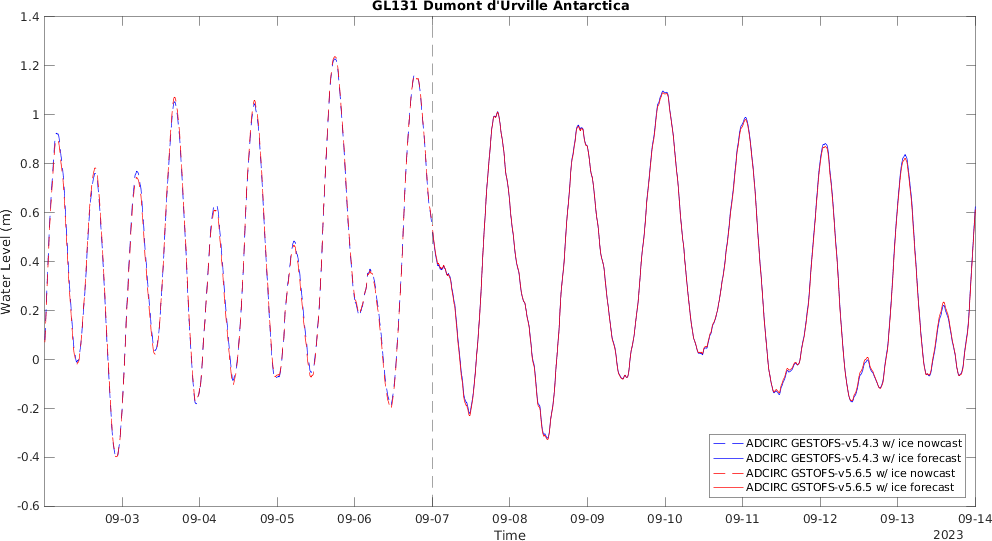 GL131 Dumont d'Urville Antarctica
1.4
1.2
1
0.8
0.6
0.4
0.2
0
-0.2
-0.4
-0.6
Water Level (m)
09-03 09-04 09-05 09-06 09-07 09-08 09-09 09-10 09-11 09-12 09-13 09-14
2023
Time
ADCIRC GESTOFS-v5.4.3 w/ ice nowcast
ADCIRC GESTOFS-v5.4.3 w/ ice forecast
ADCIRC GSTOFS-v5.6.5 w/ ice nowcast
ADCIRC GSTOFS-v5.6.5 w/ ice forecast